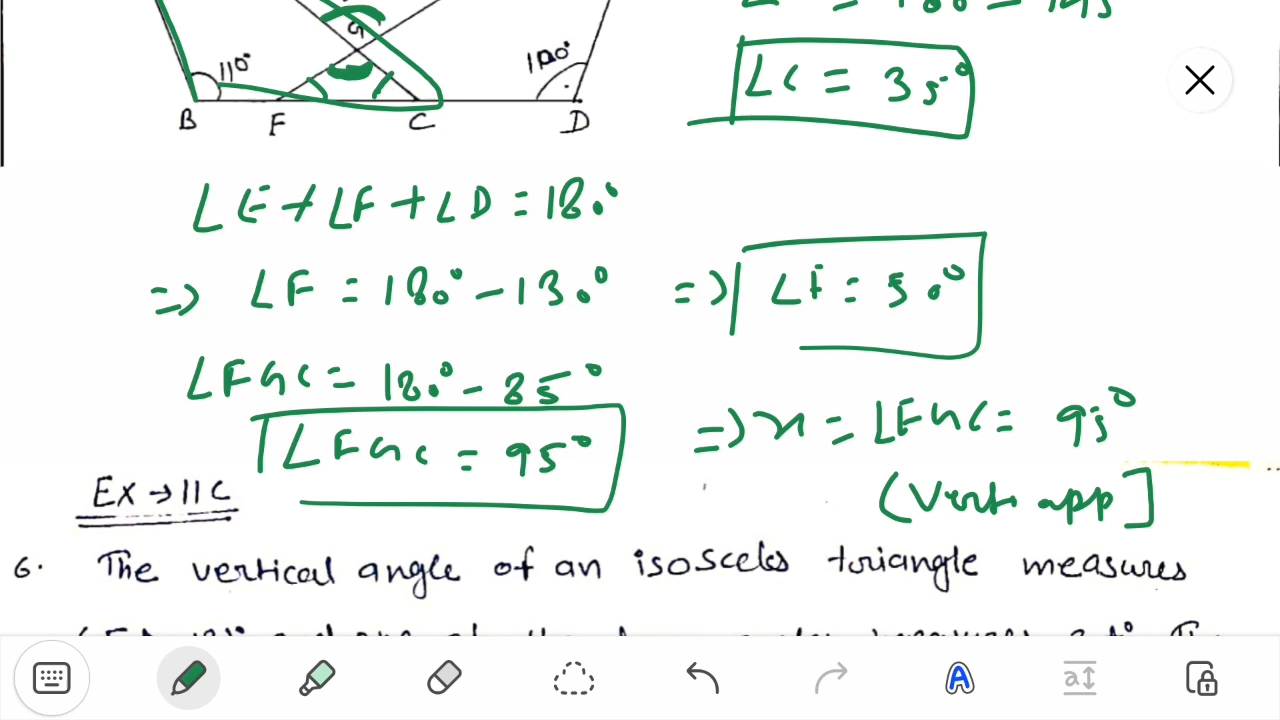 ∠C = 35°
110°
100°
G
B F C D
∠E + ∠F + ∠D = 180°
=> ∠F = 180° - 130° => ∠F = 50°
∠FGC = 180° - 85°
∠FGC = 95° => x = ∠FGC = 95°
(Vert. opp]
Ex → 11C
6. The vertical angle of an isosceles triangle measures
A
a